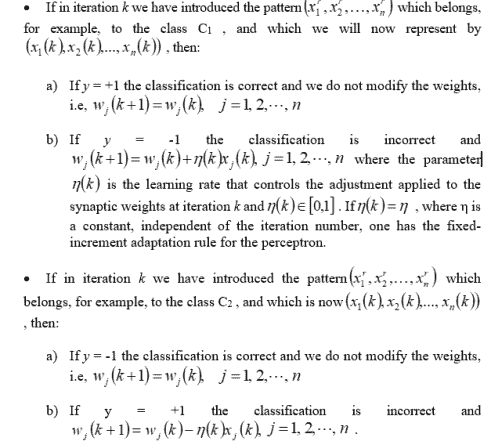 • If in iteration k we have introduced the pattern (x₁ʳ, x₂ʳ,…., xₙʳ) which belongs,
for example, to the class C₁ , and which we will now represent by
(x₁(k), x₂(k),..., xₙ(k)) , then:
a) If y = +1 the classification is correct and we do not modify the weights,
i.e, wⱼ(k+1) = wⱼ(k), j = 1, 2,⋯, n
b) If y = -1 the classification is incorrect and
wⱼ(k+1) = wⱼ(k)+η(k)xⱼ(k), j = 1, 2,⋯, n where the parameter
η(k) is the learning rate that controls the adjustment applied to the
synaptic weights at iteration k and η(k)∈[0,1]. If η(k) = η , where η is
a constant, independent of the iteration number, one has the fixed-
increment adaptation rule for the perceptron.
• If in iteration k we have introduced the pattern (x₁ʳ, x₂ʳ,…., xₙʳ) which
belongs, for example, to the class C₂ , and which is now (x₁(k), x₂(k),..., xₙ(k))
, then:
a) If y = -1 the classification is correct and we do not modify the weights,
i.e, wⱼ(k+1) = wⱼ(k), j = 1, 2,⋯, n
b) If y = +1 the classification is incorrect and
wⱼ(k+1) = wⱼ(k)−η(k)xⱼ(k), j = 1, 2,⋯, n .